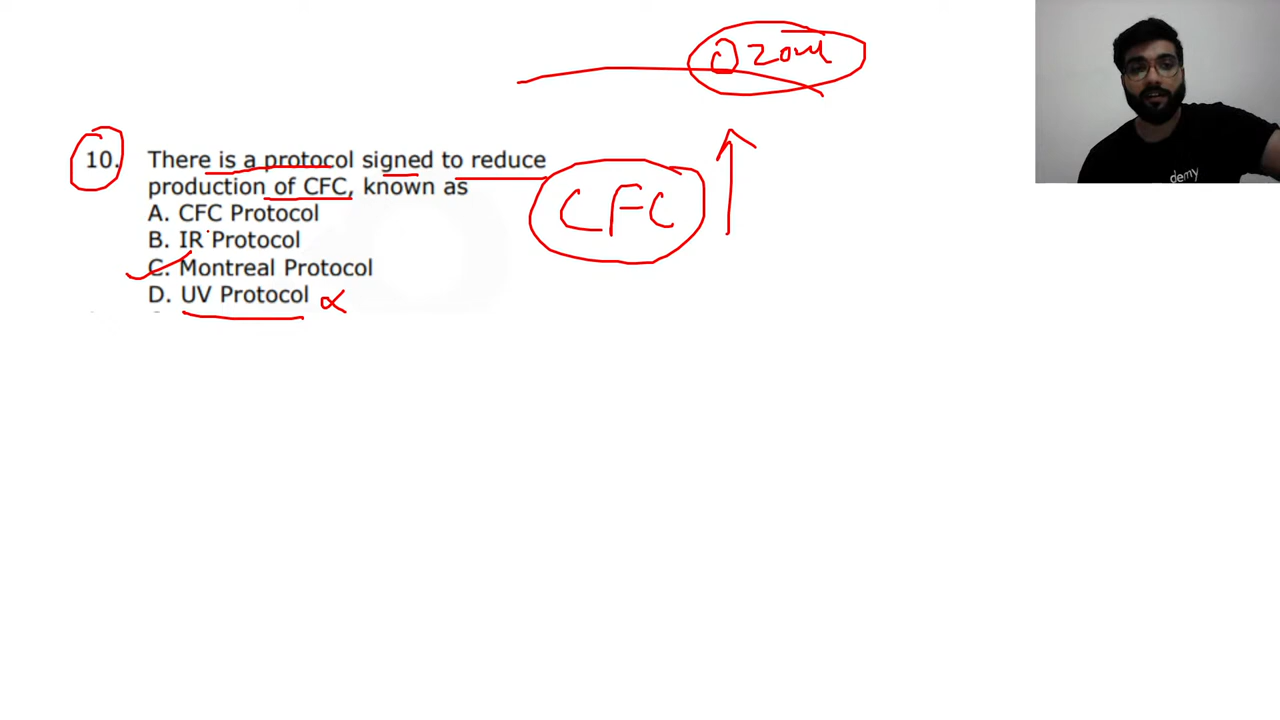 Ozone
10. There is a protocol signed to reduce
production of CFC, known as
CFC
A. CFC Protocol
B. IR Protocol
C. Montreal Protocol
D. UV Protocol
demy